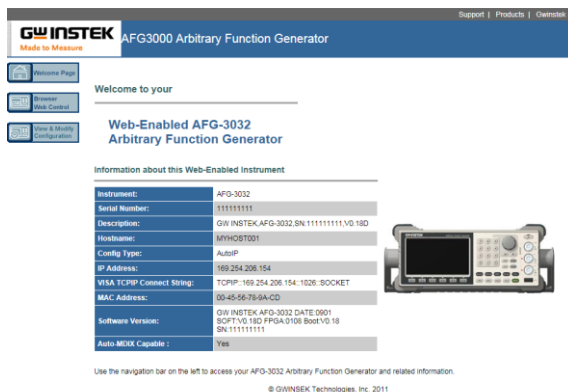 Support | Products | Gwinstek
GWINSTEK
Made to Measure
AFG3000 Arbitrary Function Generator
Welcome Page
Browser
Web Control
View & Modify
Configuration
Welcome to your
Web-Enabled AFG-3032
Arbitrary Function Generator
Information about this Web-Enabled Instrument
Instrument: AFG-3032
Serial Number: 111111111
Description: GW INSTEK,AFG-3032,SN:111111111,V0.18D
Hostname: MYHOST001
Config Type: AutoIP
IP Address: 169.254.206.154
VISA TCPIP Connect String: TCPIP::169.254.206.154::1026::SOCKET
MAC Address: 00-45-56-78-9A-CD
Software Version: GW INSTEK AFG-3032 DATE:0901
SOFT:V0.18D FPGA:0108 Boot:V0.18
SN:111111111
Auto-MDIX Capable : Yes
Use the navigation bar on the left to access your AFG-3032 Arbitrary Function Generator and related information.
© GWINSEK Technologies, Inc. 2011